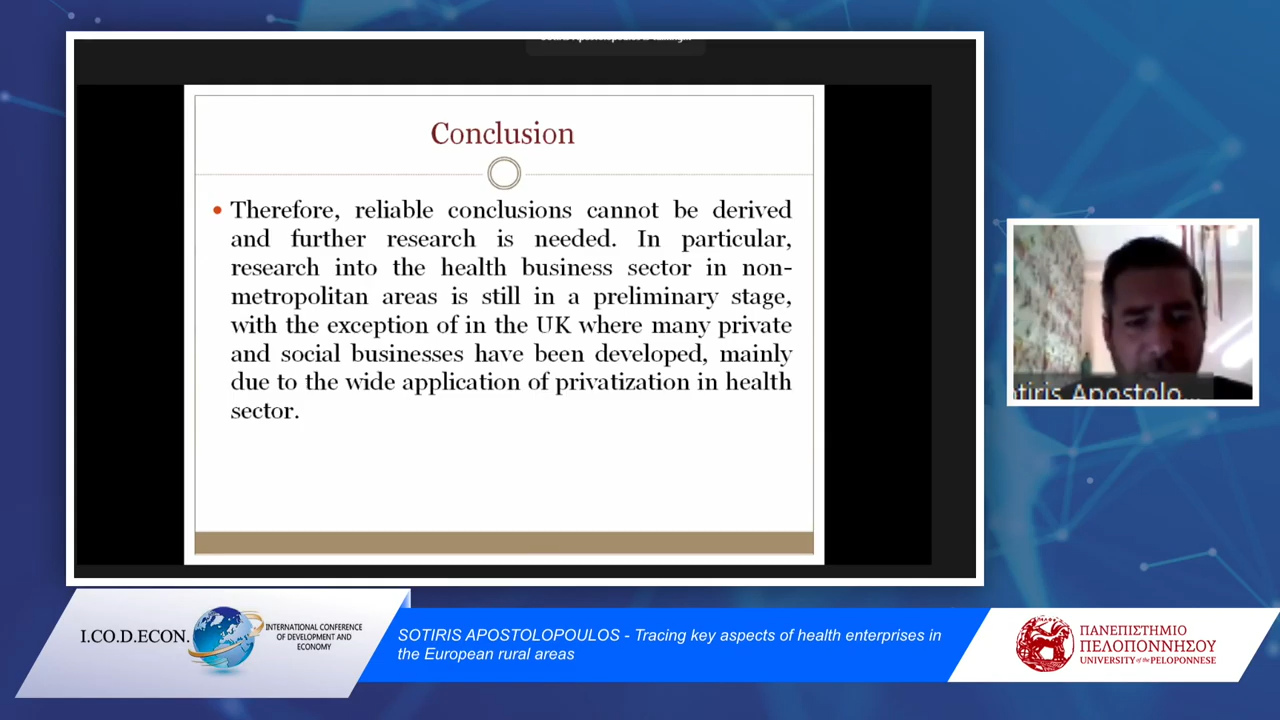 Conclusion
• Therefore, reliable conclusions cannot be derived
and further research is needed. In particular,
research into the health business sector in non-
metropolitan areas is still in a preliminary stage,
with the exception of in the UK where many private
and social businesses have been developed, mainly
due to the wide application of privatization in health
sector.
tiris Apostolo...
I.CO.D.ECON.
INTERNATIONAL CONFERENCE
OF DEVELOPMENT AND
ECONOMY
SOTIRIS APOSTOLOPOULOS - Tracing key aspects of health enterprises in
the European rural areas
ΠΑΝΕΠΙΣΤΗΜΙΟ
ΠΕΛΟΠΟΝΝΗΣΟΥ
UNIVERSITY of the PELOPONNESE